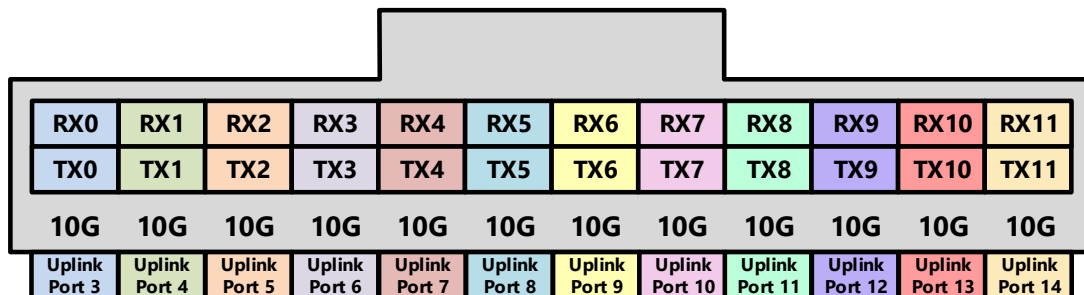 RX0 RX1 RX2 RX3 RX4 RX5 RX6 RX7 RX8 RX9 RX10 RX11
TX0 TX1 TX2 TX3 TX4 TX5 TX6 TX7 TX8 TX9 TX10 TX11
10G 10G 10G 10G 10G 10G 10G 10G 10G 10G 10G 10G
Uplink Uplink Uplink Uplink Uplink Uplink Uplink Uplink Uplink Uplink Uplink Uplink
Port 3 Port 4 Port 5 Port 6 Port 7 Port 8 Port 9 Port 10 Port 11 Port 12 Port 13 Port 14